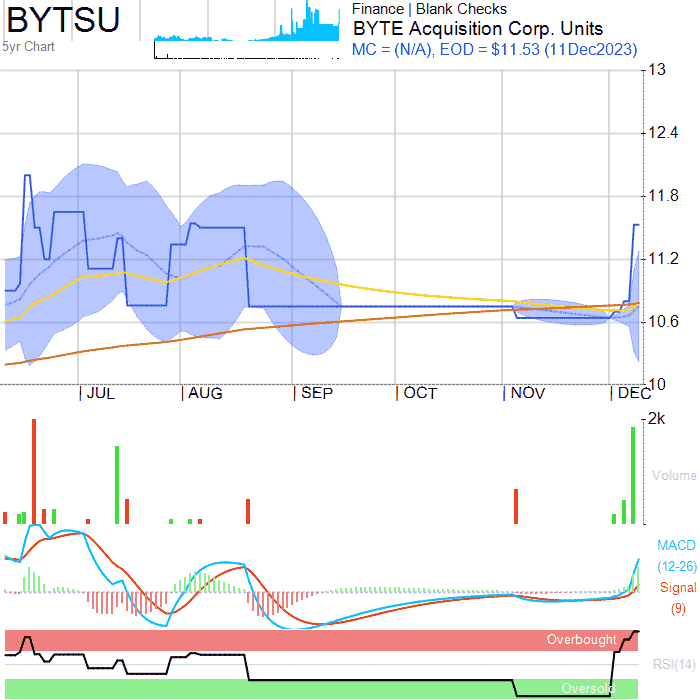 BYTSU
5yr Chart
Finance | Blank Checks
BYTE Acquisition Corp. Units
MC = (N/A), EOD = $11.53 (11Dec2023)
13
12.4
11.8
11.2
10.6
10
| JUL | AUG | SEP | OCT | NOV | DEC
2k
Volume
MACD
(12-26)
Signal
(9)
Overbought
RSI(14)
Oversold